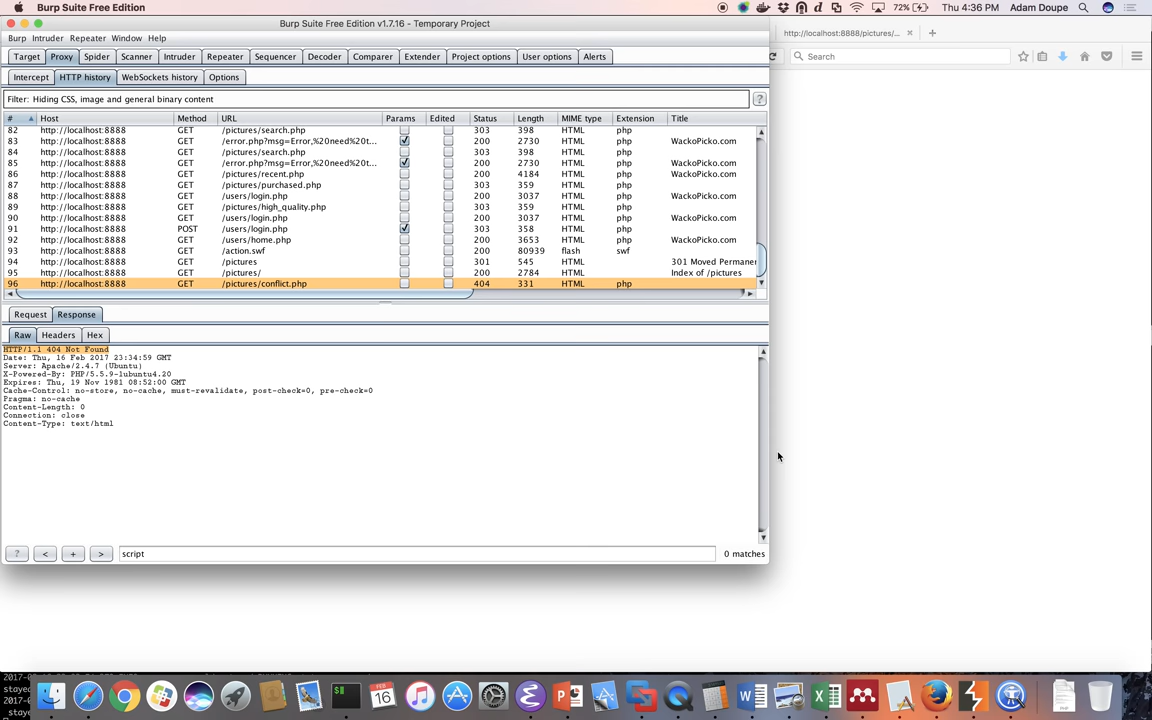 Burp Suite Free Edition 72% Thu 4:36 PM Adam Doupe
Burp Suite Free Edition v1.7.16 - Temporary Project
http://localhost:8888/pictures/...
Burp Intruder Repeater Window Help
Target Proxy Spider Scanner Intruder Repeater Sequencer Decoder Comparer Extender Project options User options Alerts
Search
Intercept HTTP history WebSockets history Options
Filter: Hiding CSS, image and general binary content ?
# Host Method URL Params Edited Status Length MIME type Extension Title
82 http://localhost:8888 GET /pictures/search.php 303 398 HTML php
83 http://localhost:8888 GET /error.php?msg=Error,%20need%20t... 200 2730 HTML php WackoPicko.com
84 http://localhost:8888 GET /pictures/search.php 303 398 HTML php
85 http://localhost:8888 GET /error.php?msg=Error,%20need%20t... 200 2730 HTML php WackoPicko.com
86 http://localhost:8888 GET /pictures/recent.php 200 4184 HTML php WackoPicko.com
87 http://localhost:8888 GET /pictures/purchased.php 303 359 HTML php
88 http://localhost:8888 GET /users/login.php 200 3037 HTML php WackoPicko.com
89 http://localhost:8888 GET /pictures/high_quality.php 303 359 HTML php
90 http://localhost:8888 GET /users/login.php 200 3037 HTML php WackoPicko.com
91 http://localhost:8888 POST /users/login.php 303 358 HTML php
92 http://localhost:8888 GET /users/home.php 200 3653 HTML php WackoPicko.com
93 http://localhost:8888 GET /action.swf 200 80939 flash swf
94 http://localhost:8888 GET /pictures 301 545 HTML 301 Moved Permaner
95 http://localhost:8888 GET /pictures/ 200 2784 HTML Index of /pictures
96 http://localhost:8888 GET /pictures/conflict.php 404 331 HTML php
Request Response
Raw Headers Hex
HTTP/1.1 404 Not Found
Date: Thu, 16 Feb 2017 23:34:59 GMT
Server: Apache/2.4.7 (Ubuntu)
X-Powered-By: PHP/5.5.9-1ubuntu4.20
Expires: Thu, 19 Nov 1981 08:52:00 GMT
Cache-Control: no-store, no-cache, must-revalidate, post-check=0, pre-check=0
Pragma: no-cache
Content-Length: 0
Connection: close
Content-Type: text/html
? < + > script 0 matches
stayed
2017-0
stayed
FEB
16